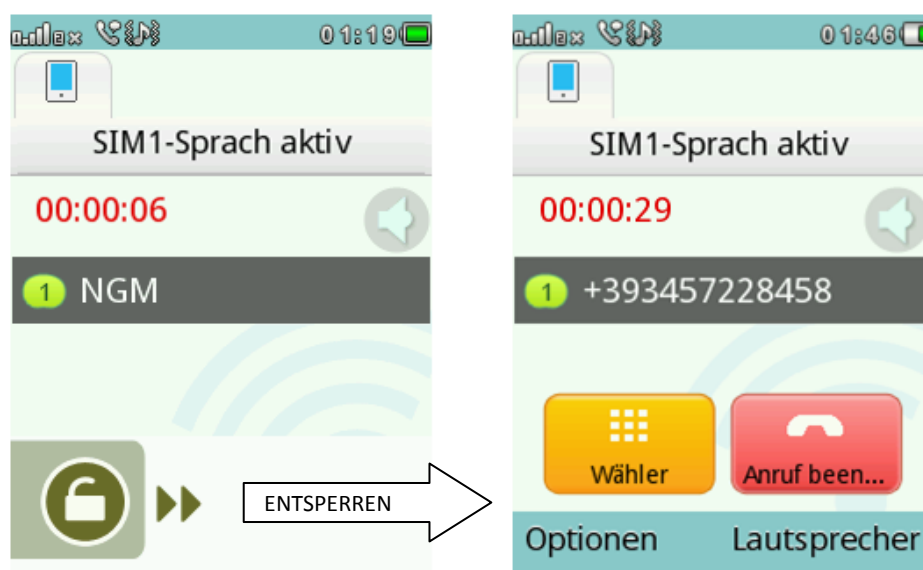 01:19
SIM1-Sprach aktiv
00:00:06
1 NGM
ENTSPERREN
01:46
SIM1-Sprach aktiv
00:00:29
1 +393457228458
Wähler
Anruf been...
Optionen
Lautsprecher